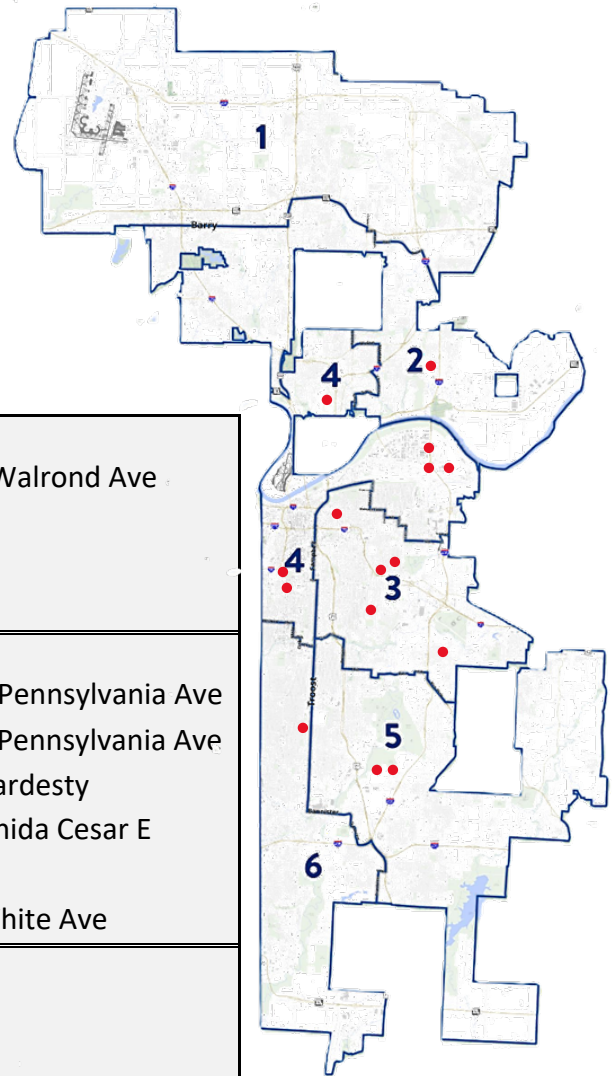 1
Barry
2
4
Walrond Ave
4
3
Pennsylvania Ave
Pennsylvania Ave
Troost
ardesty
5
nida Cesar E
Bannister
6
hite Ave